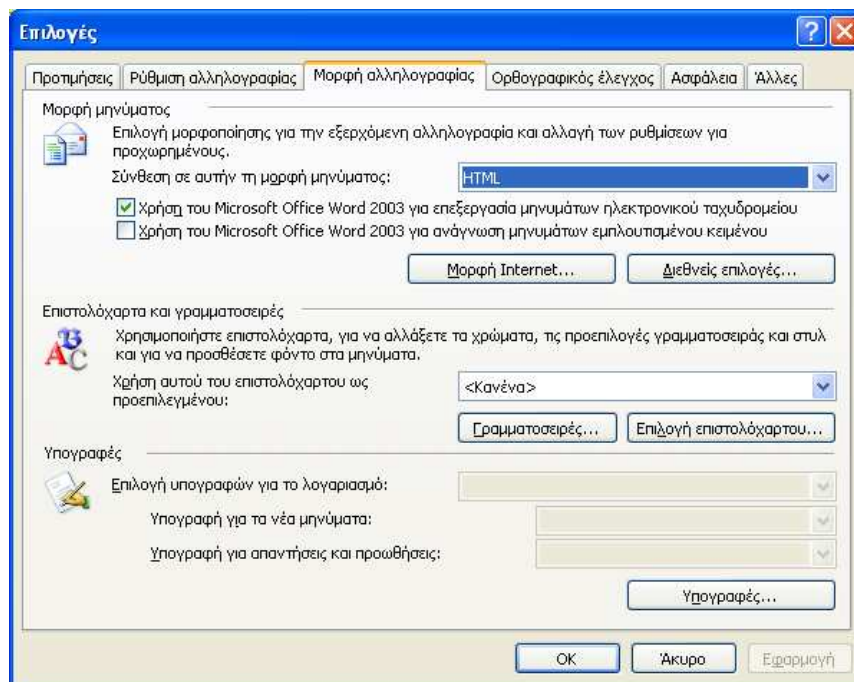 Επιλογές
Προτιμήσεις Ρύθμιση αλληλογραφίας Μορφή αλληλογραφίας Ορθογραφικός έλεγχος Ασφάλεια Άλλες
Μορφή μηνύματος
Επιλογή μορφοποίησης για την εξερχόμενη αλληλογραφία και αλλαγή των ρυθμίσεων για
προχωρημένους.
Σύνθεση σε αυτήν τη μορφή μηνύματος: HTML
Χρήση του Microsoft Office Word 2003 για επεξεργασία μηνυμάτων ηλεκτρονικού ταχυδρομείου
Χρήση του Microsoft Office Word 2003 για ανάγνωση μηνυμάτων εμπλουτισμένου κειμένου
Μορφή Internet... Διεθνείς επιλογές...
Επιστολόχαρτα και γραμματοσειρές
Χρησιμοποιήστε επιστολόχαρτα, για να αλλάξετε τα χρώματα, τις προεπιλογές γραμματοσειράς και στυλ
και για να προσθέσετε φόντο στα μηνύματα.
Χρήση αυτού του επιστολόχαρτου ως
προεπιλεγμένου: <Κανένα>
Γραμματοσειρές... Επιλογή επιστολόχαρτου...
Υπογραφές
Επιλογή υπογραφών για το λογαριασμό:
Υπογραφή για τα νέα μηνύματα:
Υπογραφή για απαντήσεις και προωθήσεις:
Υπογραφές...
OK Άκυρο Εφαρμογή